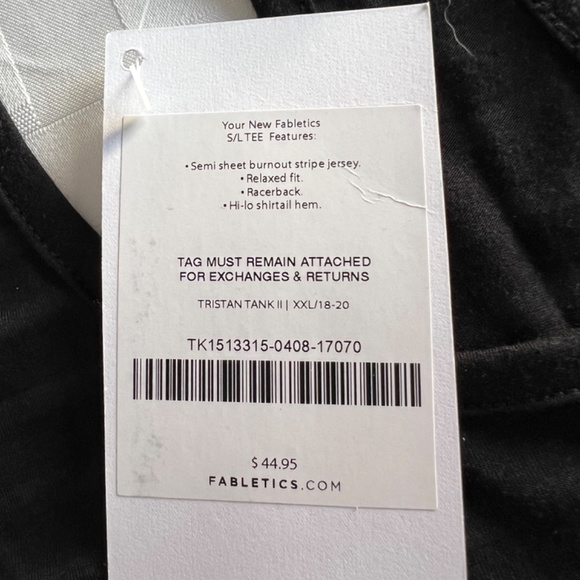 Your New Fabletics
S/L TEE Features:
• Semi sheet burnout stripe jersey.
• Relaxed fit.
• Racerback.
• Hi-lo shirtail hem.
TAG MUST REMAIN ATTACHED
FOR EXCHANGES & RETURNS
TRISTAN TANK II | XXL/18-20
TK1513315-0408-17070
$ 44.95
FABLETICS.COM